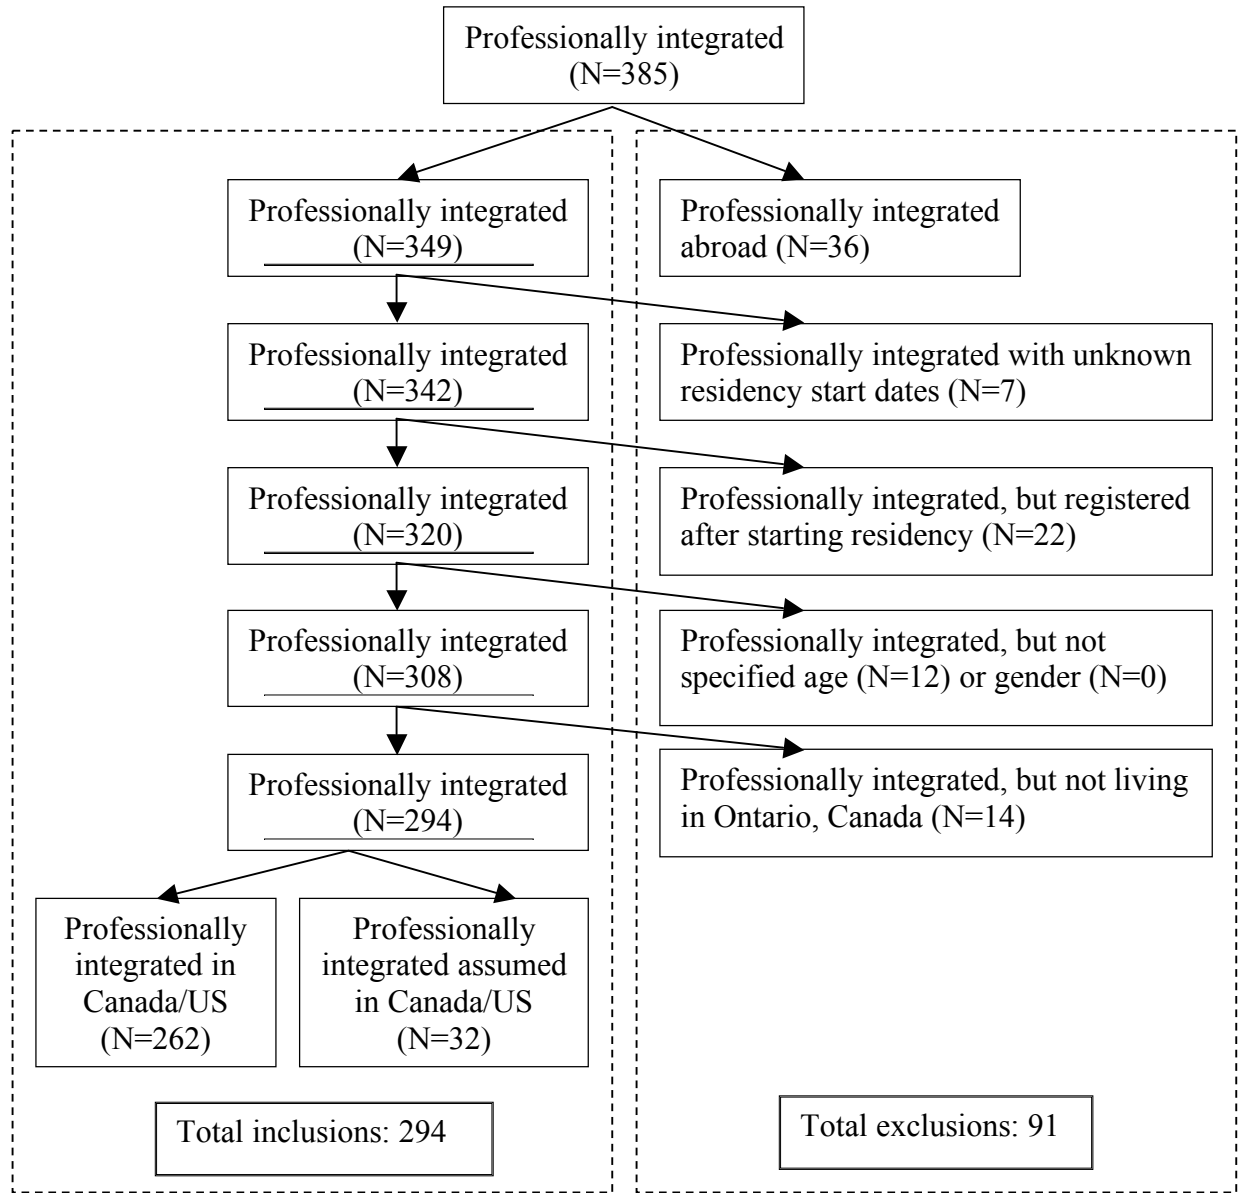 Professionally integrated
(N=385)
Professionally integrated
(N=349)
Professionally integrated
abroad (N=36)
Professionally integrated
(N=342)
Professionally integrated with unknown
residency start dates (N=7)
Professionally integrated
(N=320)
Professionally integrated, but registered
after starting residency (N=22)
Professionally integrated
(N=308)
Professionally integrated, but not
specified age (N=12) or gender (N=0)
Professionally integrated
(N=294)
Professionally integrated, but not living
in Ontario, Canada (N=14)
Professionally
integrated in
Canada/US
(N=262)
Professionally
integrated assumed
in Canada/US
(N=32)
Total inclusions: 294
Total exclusions: 91